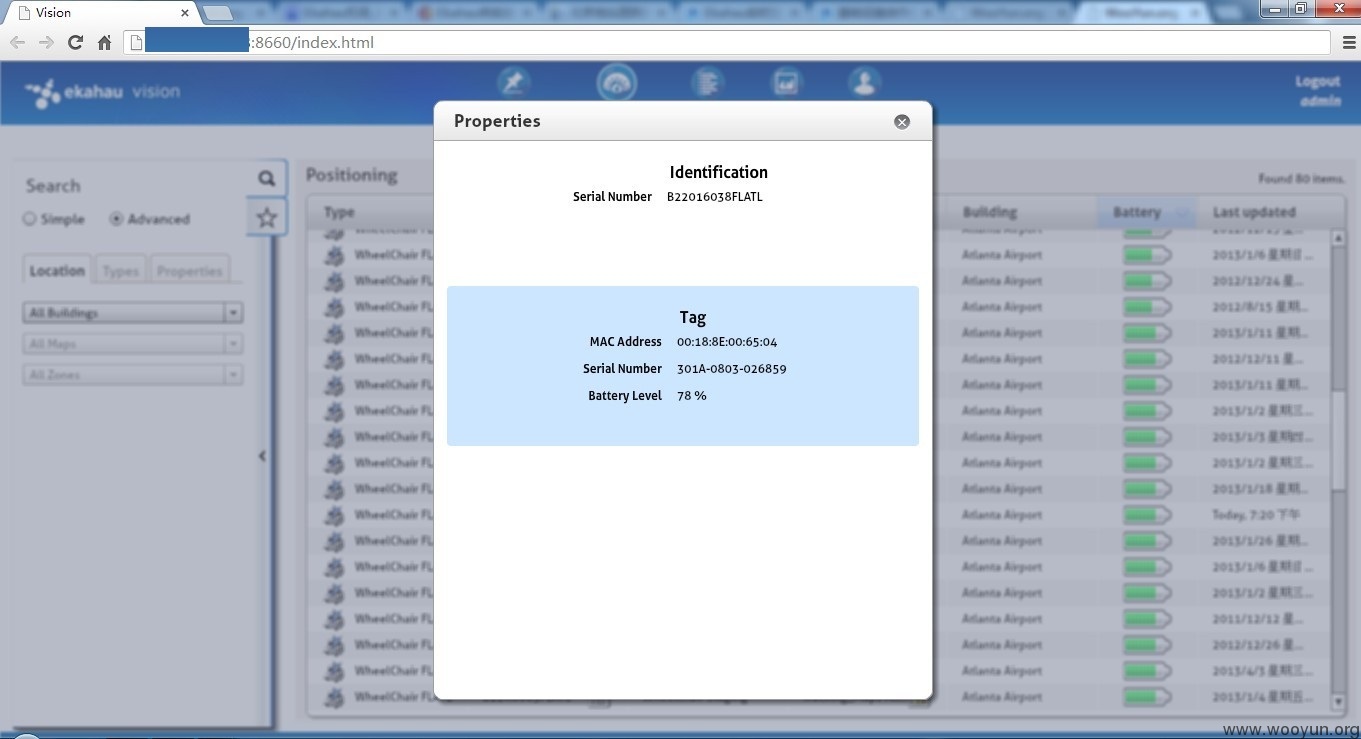 Vision
:8660/index.html
ekahau vision
Logout
admin
Properties
Search
Simple
Advanced
Location
Types
Properties
All Buildings
All Maps
All Zones
Positioning
Found 80 items.
Type
Building
Battery
Last updated
Identification
Serial Number B22016038FLATL
Tag
MAC Address 00:18:8E:00:65:04
Serial Number 301A-0803-026859
Battery Level 78 %
WheelChair FL Atlanta Airport 2013/1/6 星期日 ...
WheelChair FL Atlanta Airport 2012/12/24 星...
WheelChair FL Atlanta Airport 2012/8/15 星期...
WheelChair FL Atlanta Airport 2013/1/11 星期...
WheelChair FL Atlanta Airport 2012/12/11 星...
WheelChair FL Atlanta Airport 2013/1/11 星期...
WheelChair FL Atlanta Airport 2013/1/2 星期三...
WheelChair FL Atlanta Airport 2013/1/3 星期四...
WheelChair FL Atlanta Airport 2013/1/2 星期三...
WheelChair FL Atlanta Airport 2013/1/18 星期...
WheelChair FL Atlanta Airport Today, 7:20 下午
WheelChair FL Atlanta Airport 2013/1/26 星期...
WheelChair FL Atlanta Airport 2013/1/6 星期日 ...
WheelChair FL Atlanta Airport 2013/1/2 星期三...
WheelChair FL Atlanta Airport 2011/12/12 星...
WheelChair FL Atlanta Airport 2012/12/26 星...
WheelChair FL Atlanta Airport 2013/4/3 星期三...
WheelChair FL Atlanta Airport 2013/1/4 星期五...
www.wooyun.org